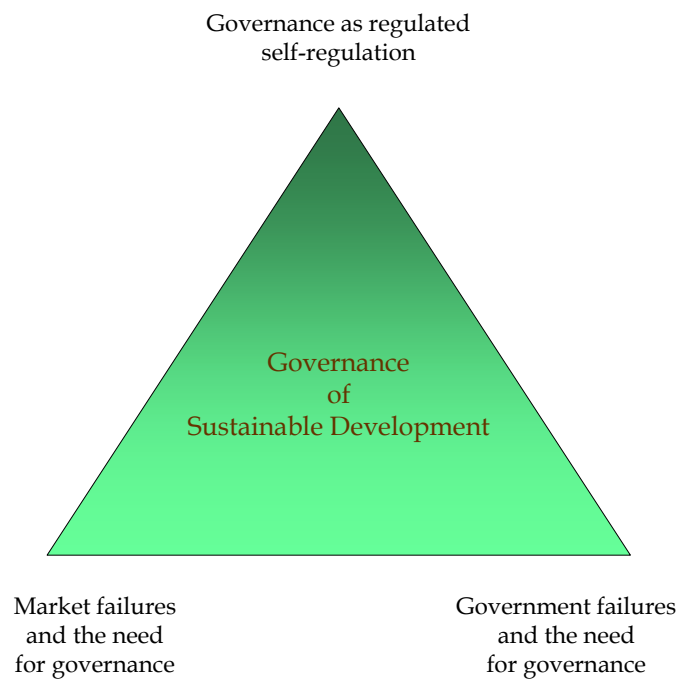 Governance as regulated
self-regulation
Governance
of
Sustainable Development
Market failures
and the need
for governance
Government failures
and the need
for governance